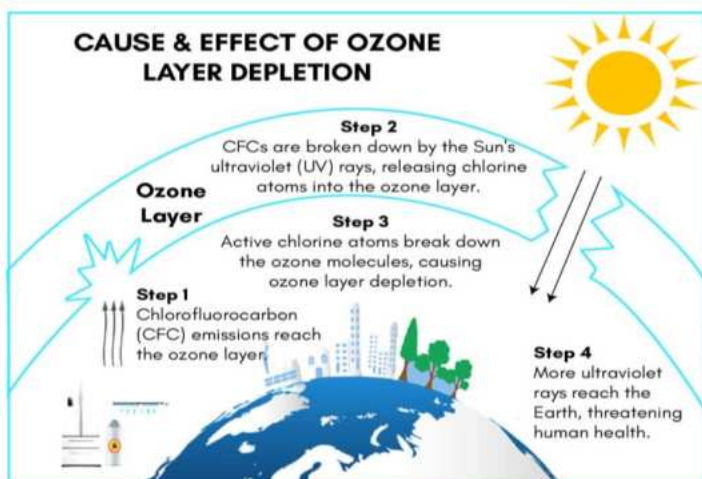 CAUSE & EFFECT OF OZONE
LAYER DEPLETION
Step 2
CFCs are broken down by the Sun's
ultraviolet (UV) rays, releasing chlorine
atoms into the ozone layer.
Ozone
Layer
Step 3
Active chlorine atoms break down
the ozone molecules, causing
ozone layer depletion.
Step 1
Chlorofluorocarbon
(CFC) emissions reach
the ozone layer.
Step 4
More ultraviolet
rays reach the
Earth, threatening
human health.